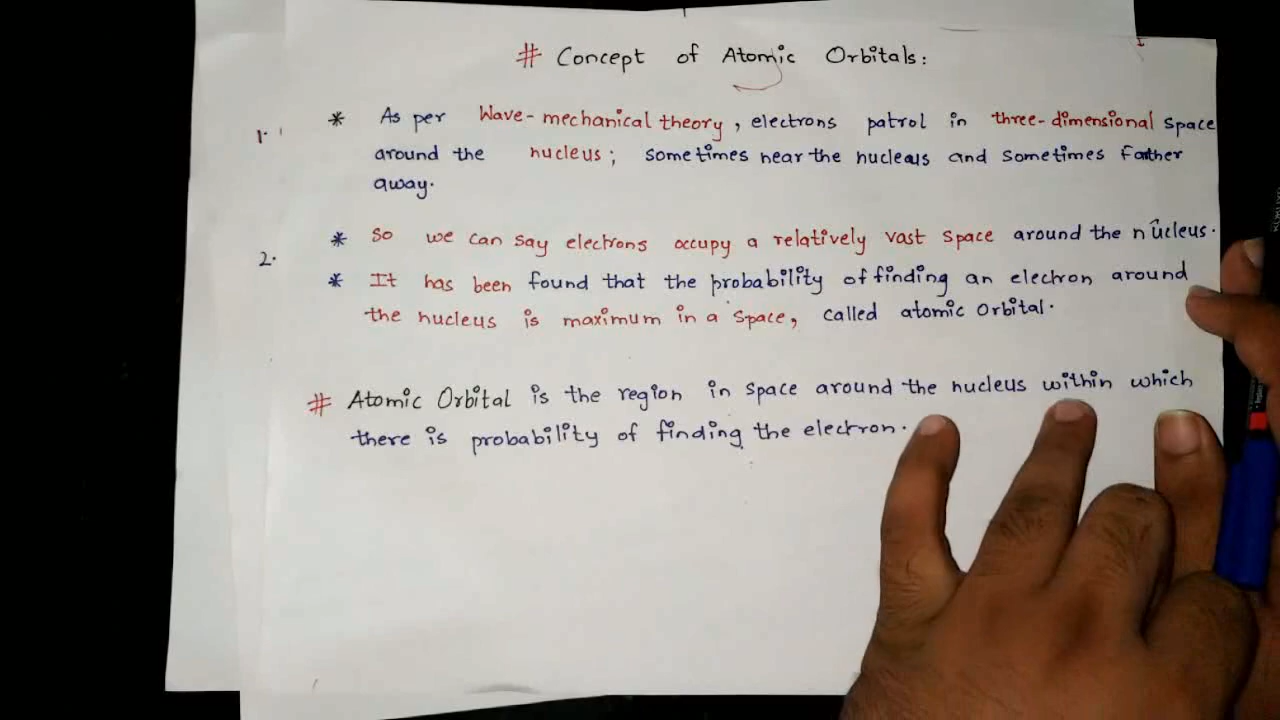 # Concept of Atomic Orbitals:
1. * As per Wave-mechanical theory, electrons patrol in three-dimensional space
around the nucleus; sometimes near the nucleus and sometimes farther
away.
* So we can say electrons occupy a relatively vast space around the nucleus.
2. * It has been found that the probability of finding an electron around
the nucleus is maximum in a space, called atomic orbital.
# Atomic Orbital is the region in space around the nucleus within which
there is probability of finding the electron.